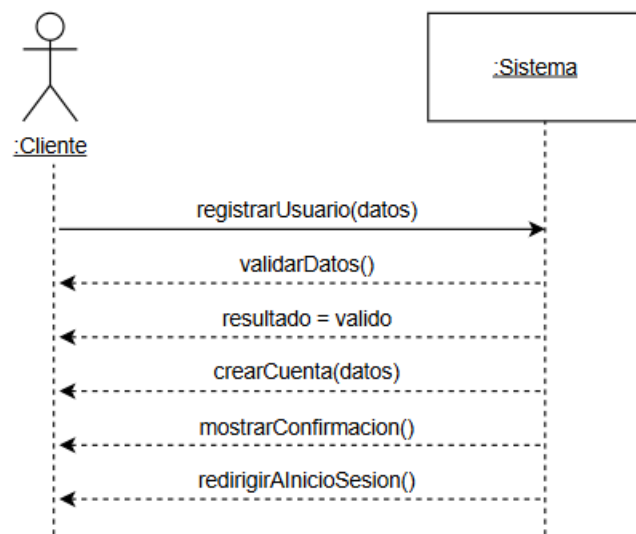 :Cliente
:Sistema
registrarUsuario(datos)
validarDatos()
resultado = valido
crearCuenta(datos)
mostrarConfirmacion()
redirigirAInicioSesion()